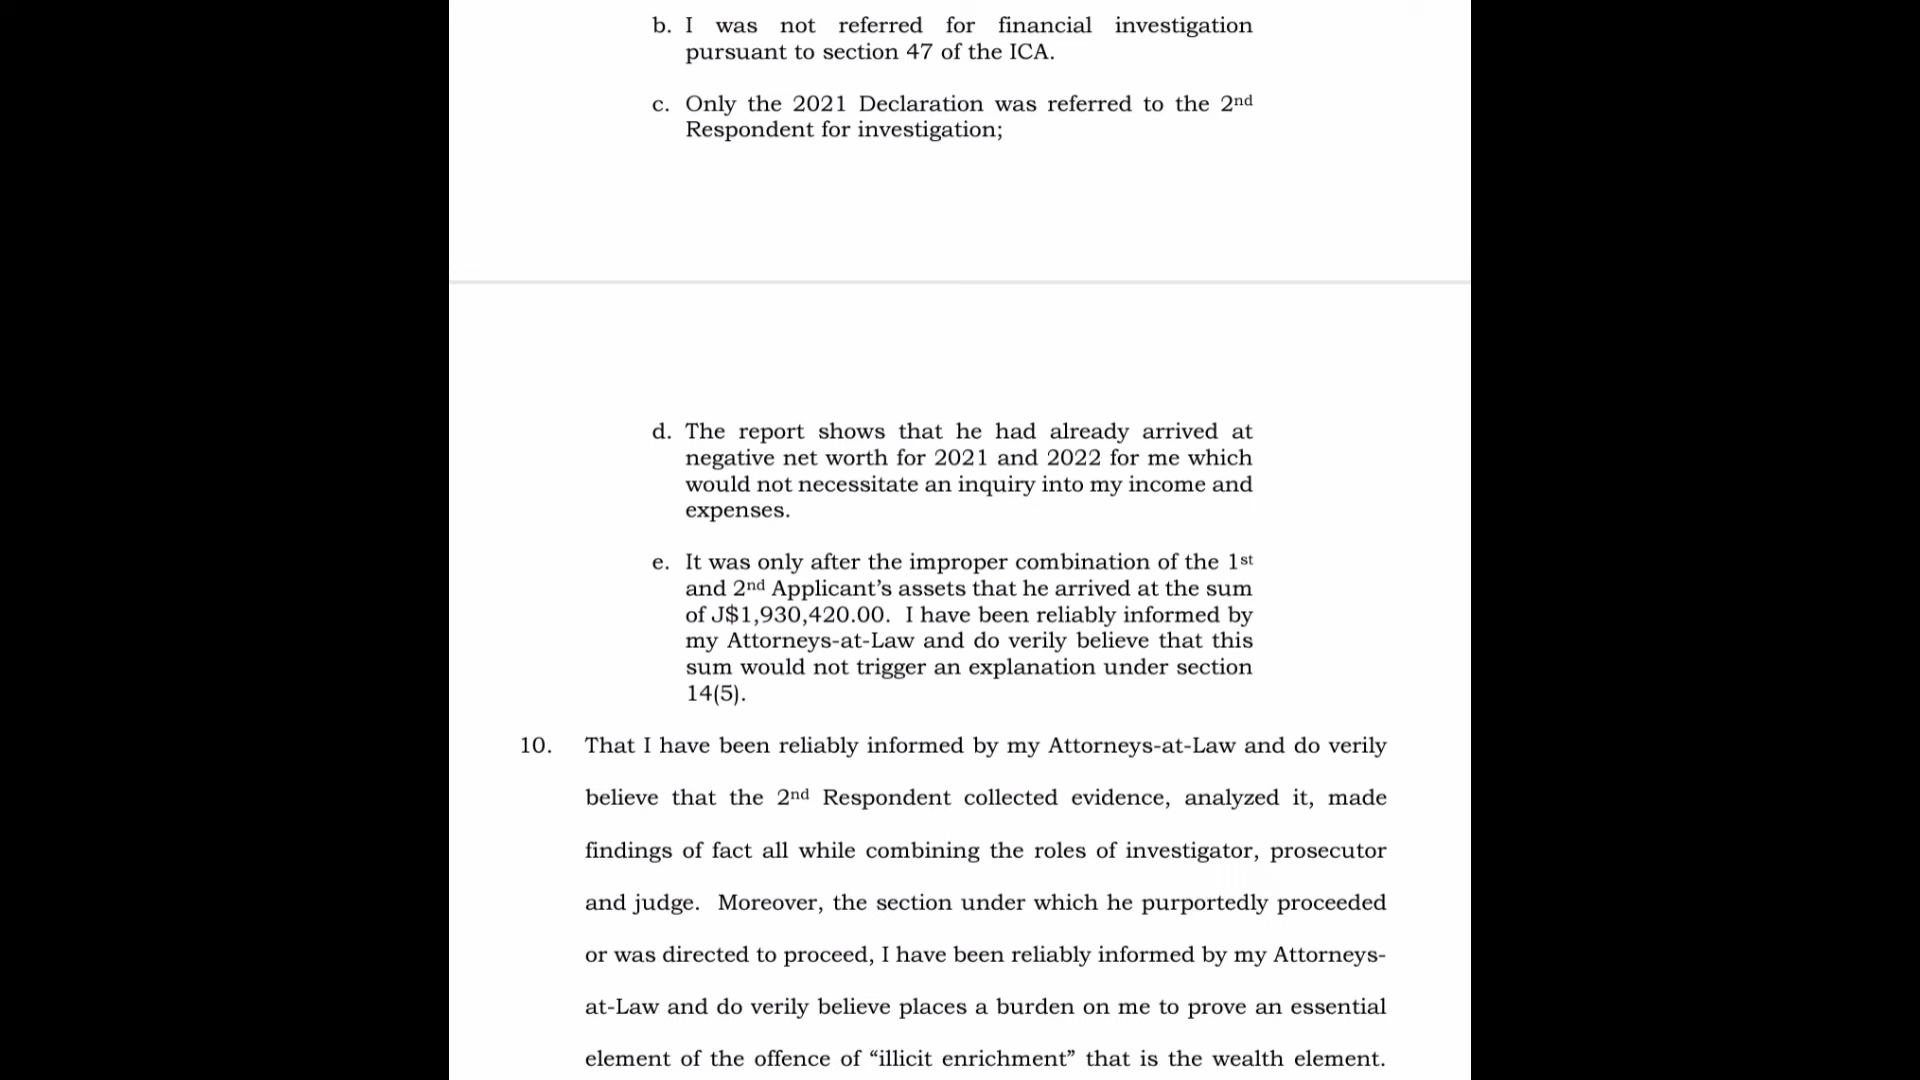 b. I was not referred for financial investigation
pursuant to section 47 of the ICA.
c. Only the 2021 Declaration was referred to the 2nd
Respondent for investigation;
d. The report shows that he had already arrived at
negative net worth for 2021 and 2022 for me which
would not necessitate an inquiry into my income and
expenses.
e. It was only after the improper combination of the 1st
and 2nd Applicant’s assets that he arrived at the sum
of J$1,930,420.00. I have been reliably informed by
my Attorneys-at-Law and do verily believe that this
sum would not trigger an explanation under section
14(5).
10. That I have been reliably informed by my Attorneys-at-Law and do verily
believe that the 2nd Respondent collected evidence, analyzed it, made
findings of fact all while combining the roles of investigator, prosecutor
and judge. Moreover, the section under which he purportedly proceeded
or was directed to proceed, I have been reliably informed by my Attorneys-
at-Law and do verily believe places a burden on me to prove an essential
element of the offence of “illicit enrichment” that is the wealth element.